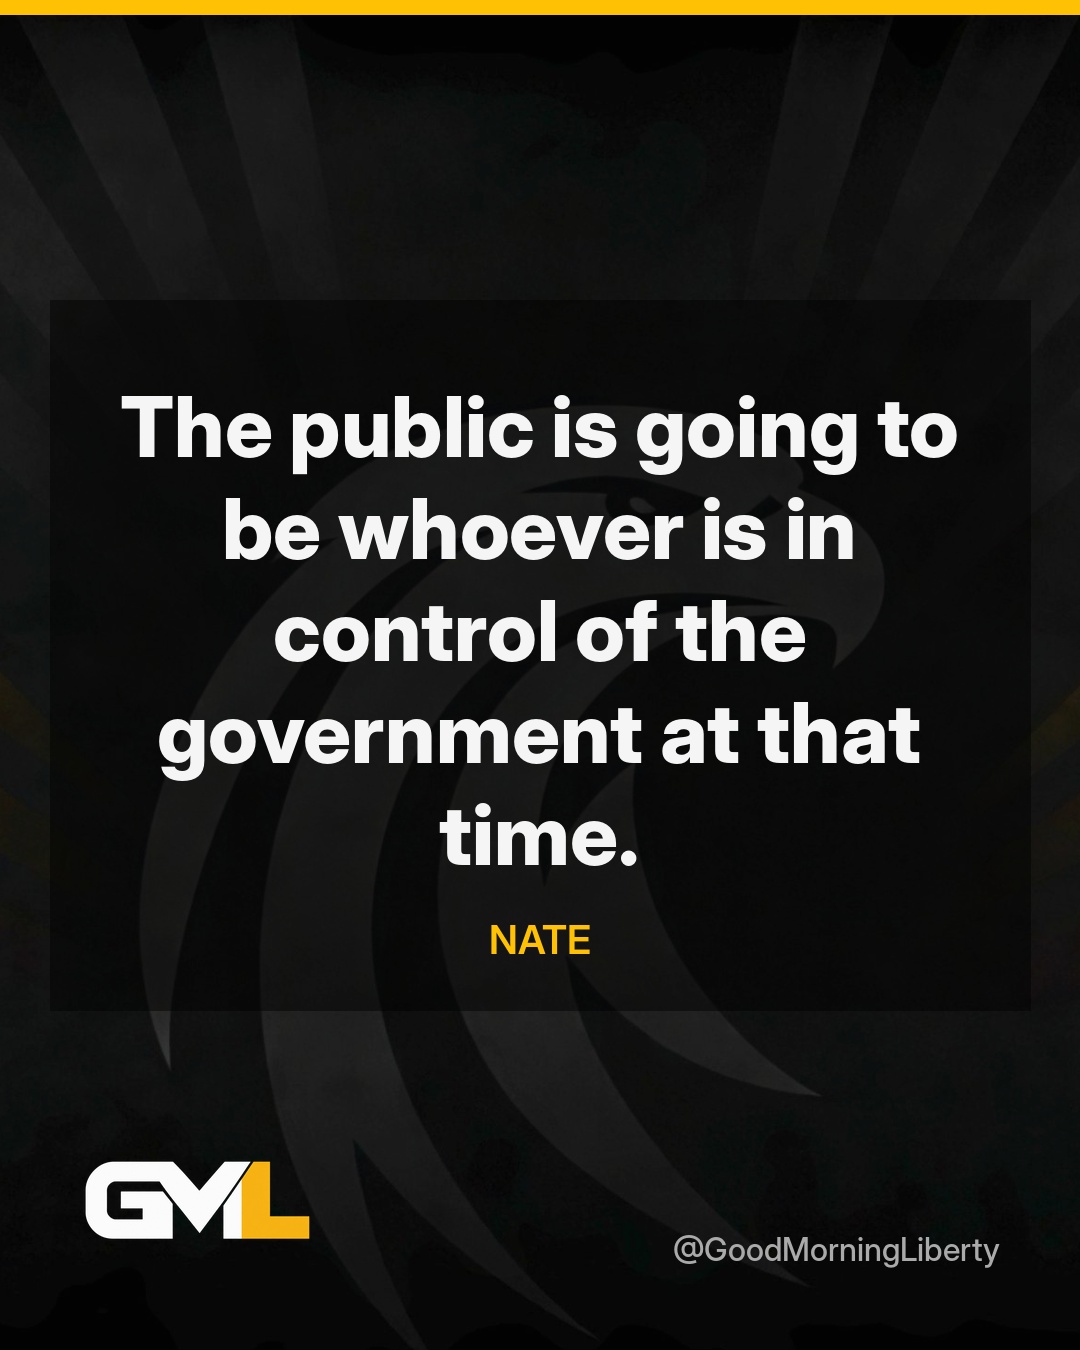 The public is going to
be whoever is in
control of the
government at that
time.
NATE
GML
@GoodMorningLiberty